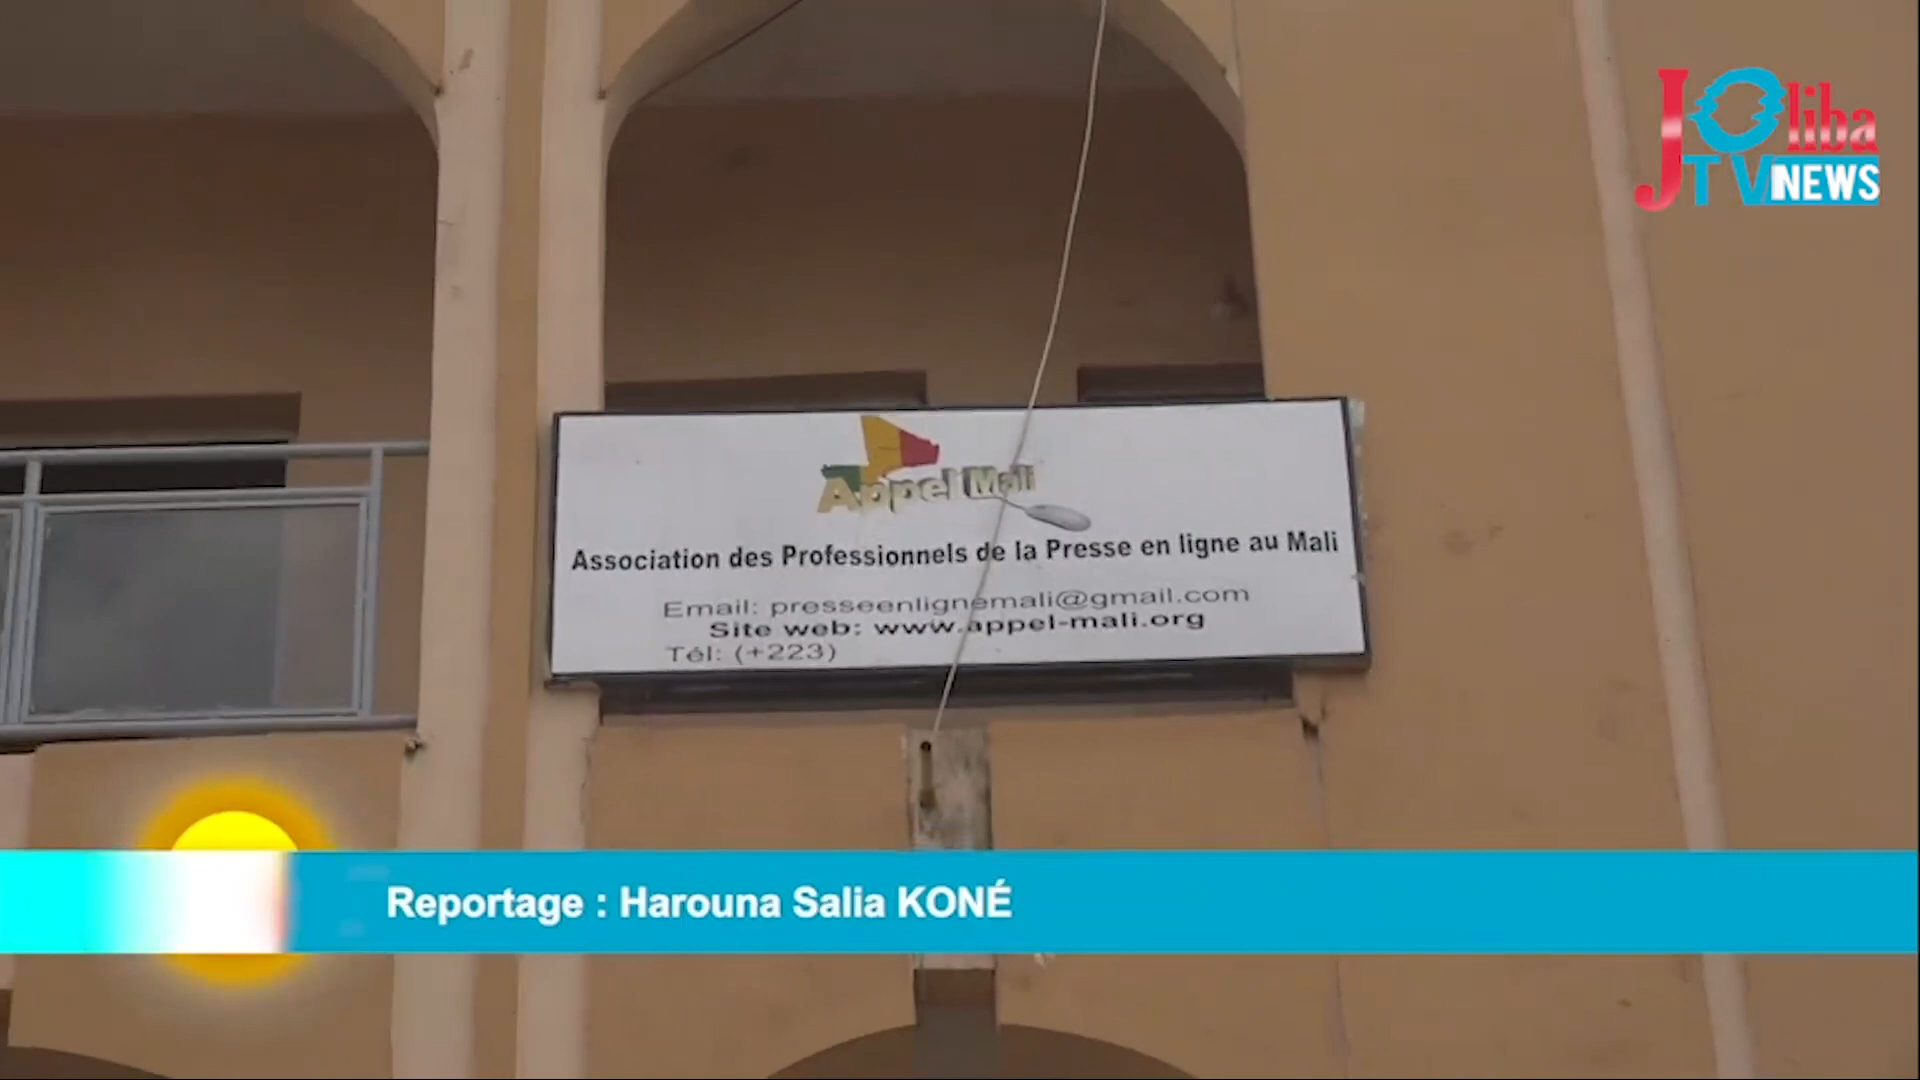 JOliba
TV NEWS
Appel Mali
Association des Professionnels de la Presse en ligne au Mali
Email: presseenlignemali@gmail.com
Site web: www.appel-mali.org
Tél: (+223)
Reportage : Harouna Salia KONÉ